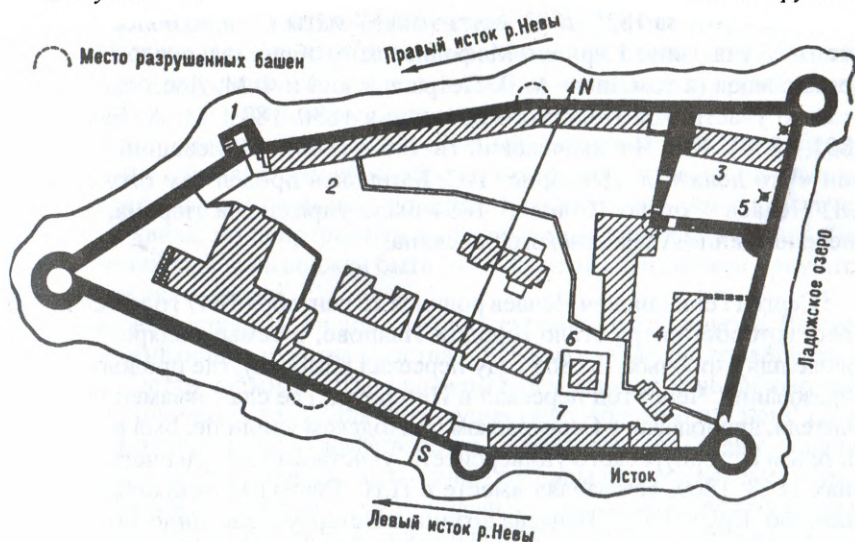 Правый исток р.Невы
Место разрушенных башен
N
1
2
3
5
4
6
7
S
Исток
Ладожское озеро
Левый исток р.Невы